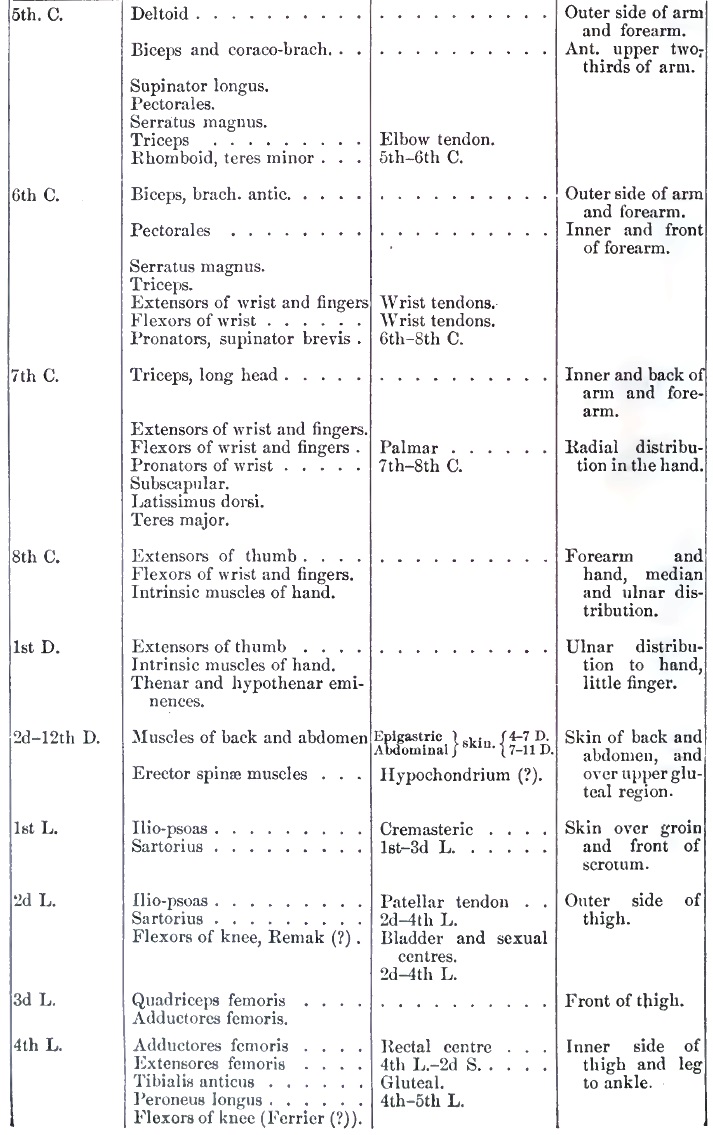 5th. C. Deltoid . . . . . . . . . . . . . . . . . . . . Outer side of arm
and forearm.
Biceps and coraco-brach. . . . . . . . . . . . . Ant. upper two-
thirds of arm.
Supinator longus.
Pectorales.
Serratus magnus.
Triceps . . . . . . . . . Elbow tendon.
Rhomboid, teres minor . . . 5th–6th C.
6th C. Biceps, brach. antic. . . . . . . . . . . . . . . . Outer side of arm
and forearm.
Pectorales . . . . . . . . . . . . . . . . . . Inner and front
of forearm.
Serratus magnus.
Triceps.
Extensors of wrist and fingers Wrist tendons.
Flexors of wrist . . . . . . Wrist tendons.
Pronators, supinator brevis . 6th–8th C.
7th C. Triceps, long head . . . . . . . . . . . . . . . Inner and back of
arm and fore-
arm.
Extensors of wrist and fingers.
Flexors of wrist and fingers . Palmar . . . . . . Radial distribu-
Pronators of wrist . . . . . 7th–8th C. tion in the hand.
Subscapular.
Latissimus dorsi.
Teres major.
8th C. Extensors of thumb . . . . . . . . . . . . . . Forearm and
Flexors of wrist and fingers. hand, median
Intrinsic muscles of hand. and ulnar dis-
tribution.
1st D. Extensors of thumb . . . . . . . . . . . . . . Ulnar distribu-
Intrinsic muscles of hand. tion to hand,
Thenar and hypothenar emi- little finger.
nences.
2d–12th D. Muscles of back and abdomen Epigastric } skin. { 4–7 D. Skin of back and
Abdominal } { 7–11 D. abdomen, and
Erector spinæ muscles . . . Hypochondrium (?). over upper glu-
teal region.
1st L. Ilio-psoas . . . . . . . . . Cremasteric . . . . Skin over groin
Sartorius . . . . . . . . . 1st–3d L. . . . . . and front of
scrotum.
2d L. Ilio-psoas . . . . . . . . . Patellar tendon . . Outer side of
Sartorius . . . . . . . . . 2d–4th L. thigh.
Flexors of knee, Remak (?) . Bladder and sexual
centres.
2d–4th L.
3d L. Quadriceps femoris . . . . . . . . . . . . . . Front of thigh.
Adductores femoris.
4th L. Adductores femoris . . . . Rectal centre . . . Inner side of
Extensores femoris . . . . 4th L.–2d S. . . . . thigh and leg
Tibialis anticus . . . . . . Gluteal. to ankle.
Peroneus longus . . . . . . 4th–5th L.
Flexors of knee (Ferrier (?)).